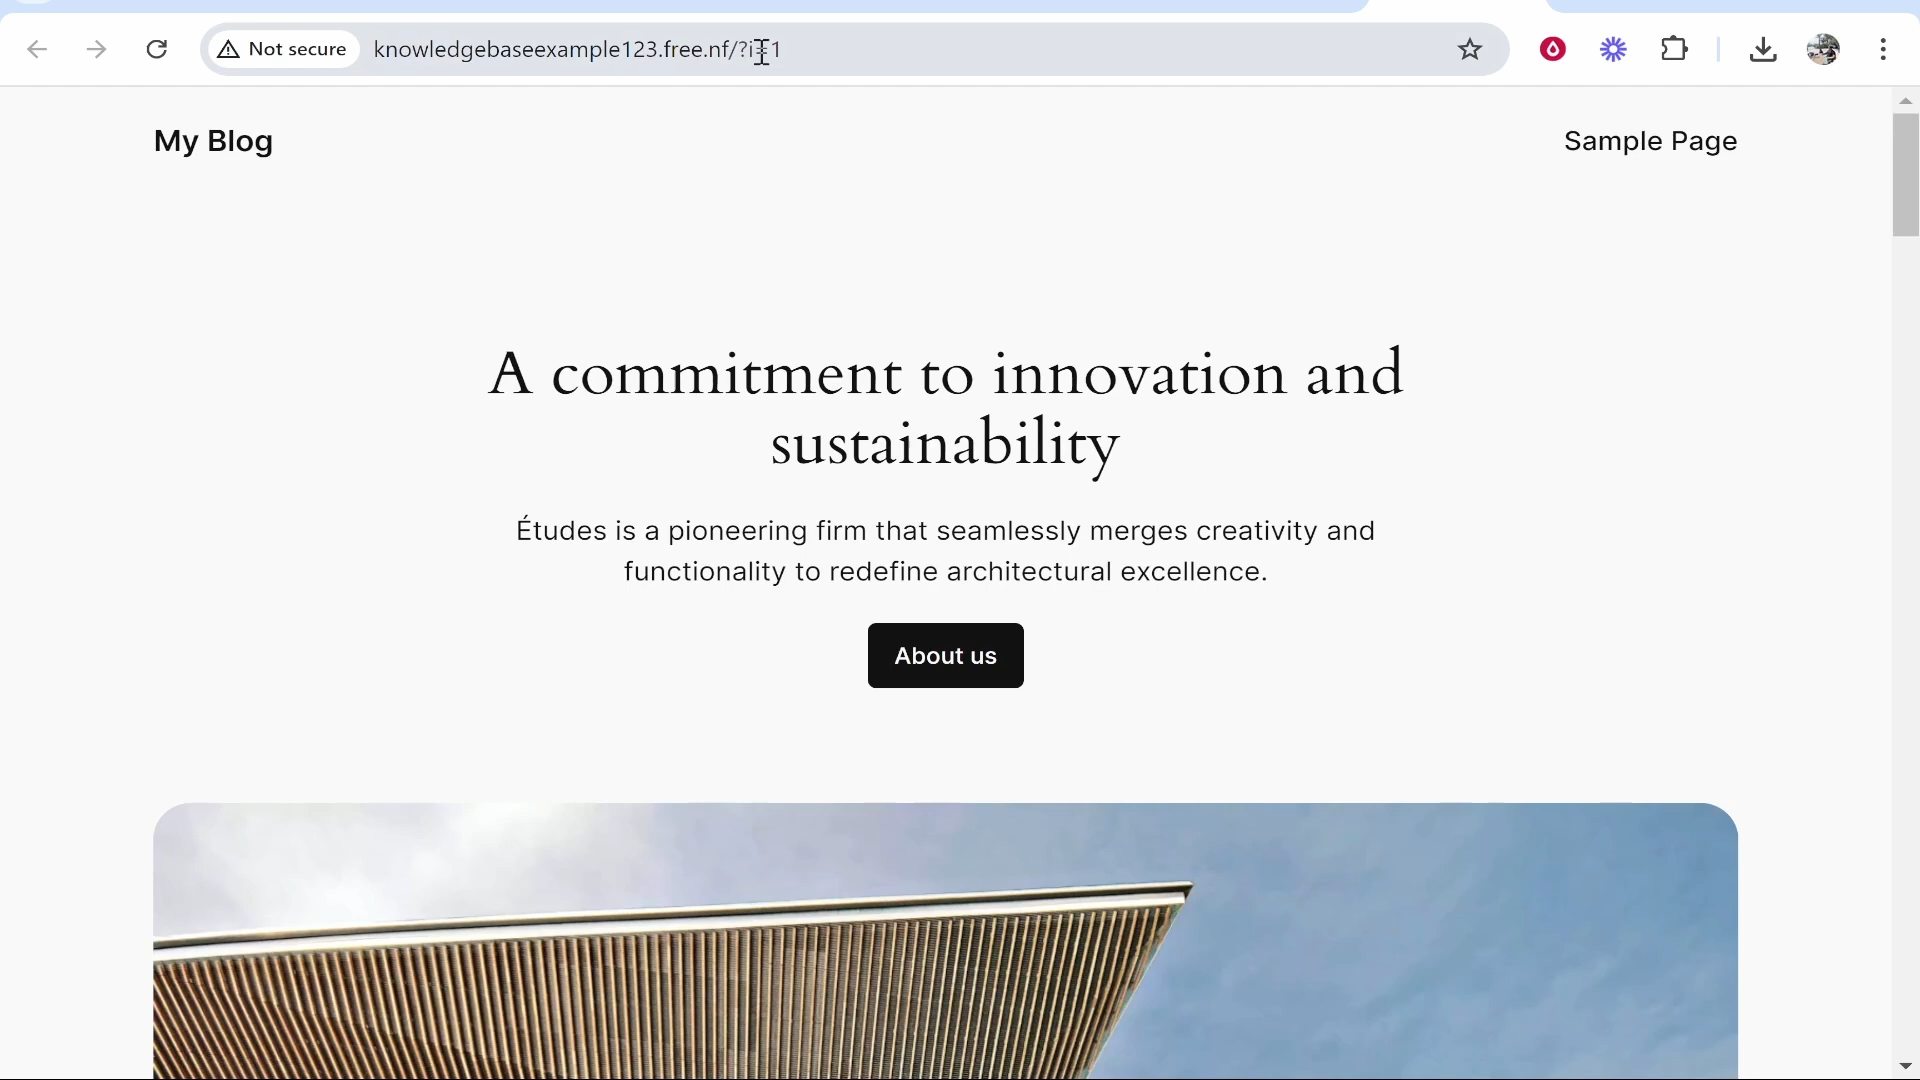 Not secure
knowledgebaseexample123.free.nf/?i=1
My Blog
Sample Page
A commitment to innovation and
sustainability
Études is a pioneering firm that seamlessly merges creativity and
functionality to redefine architectural excellence.
About us